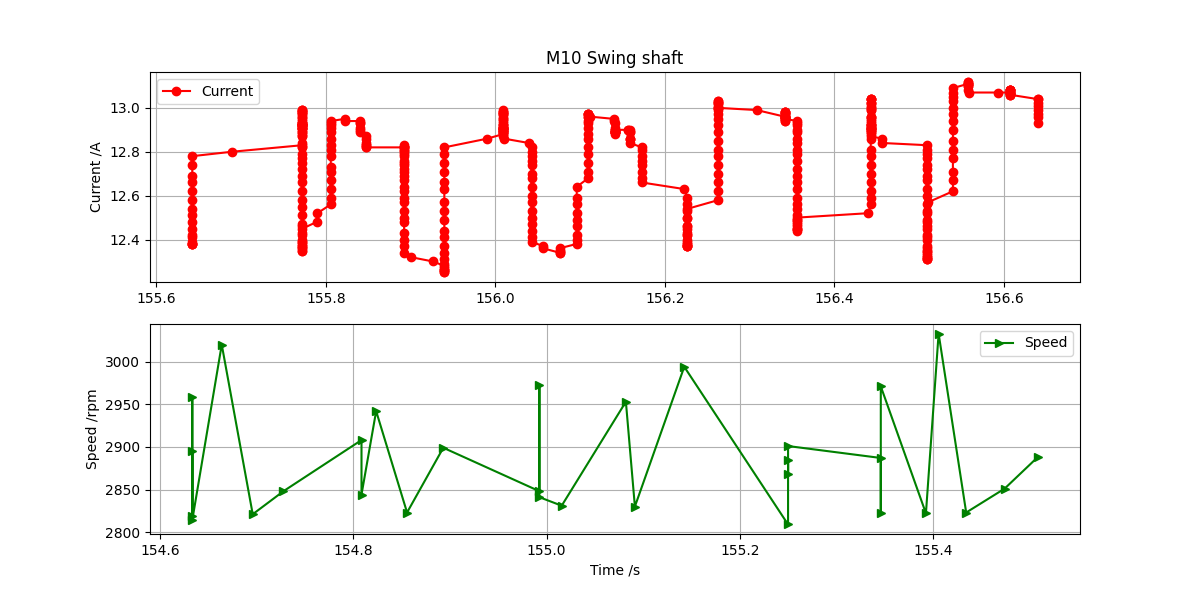 M10 Swing shaft
Current
Current /A
13.0
12.8
12.6
12.4
155.6 155.8 156.0 156.2 156.4 156.6
Speed
Speed /rpm
3000
2950
2900
2850
2800
154.6 154.8 155.0 155.2 155.4
Time /s